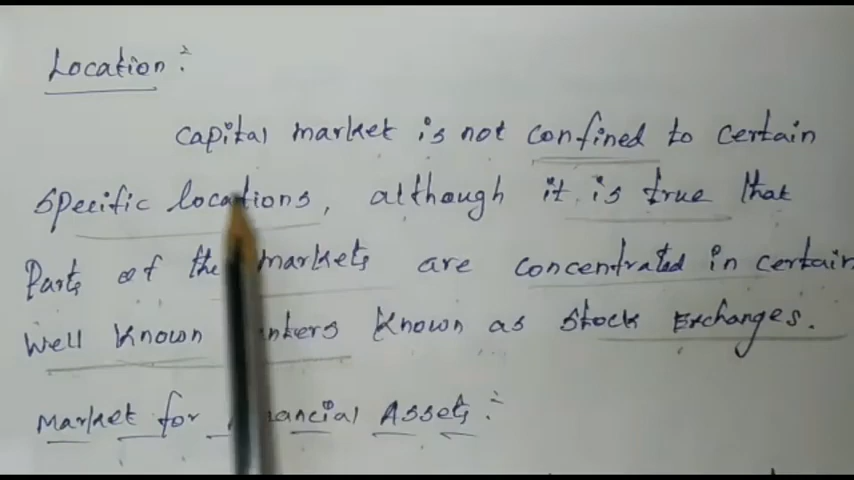 Location :
capital market is not confined to certain
specific locations, although it is true that
Parts of the markets are concentrated in certain
well known known as stock Exchanges.
Market for Financial Assets :